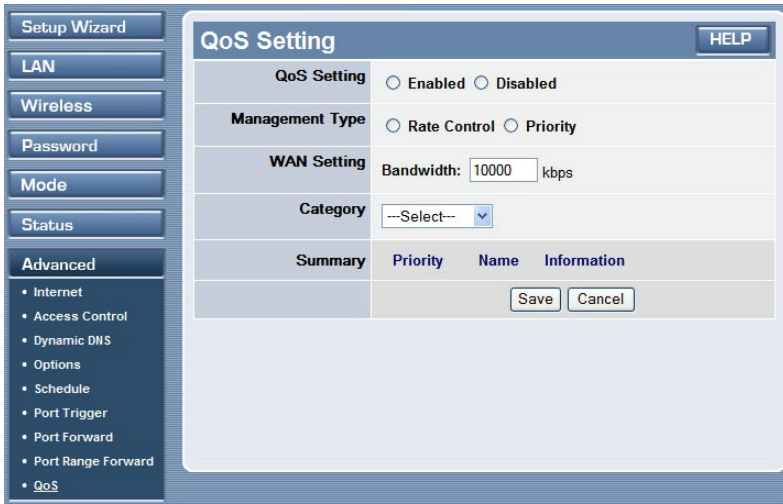 Setup Wizard
LAN
Wireless
Password
Mode
Status
Advanced
• Internet
• Access Control
• Dynamic DNS
• Options
• Schedule
• Port Trigger
• Port Forward
• Port Range Forward
• QoS
QoS Setting
HELP
QoS Setting Enabled Disabled
Management Type Rate Control Priority
WAN Setting Bandwidth: 10000 kbps
Category ---Select---
Summary Priority Name Information
Save Cancel